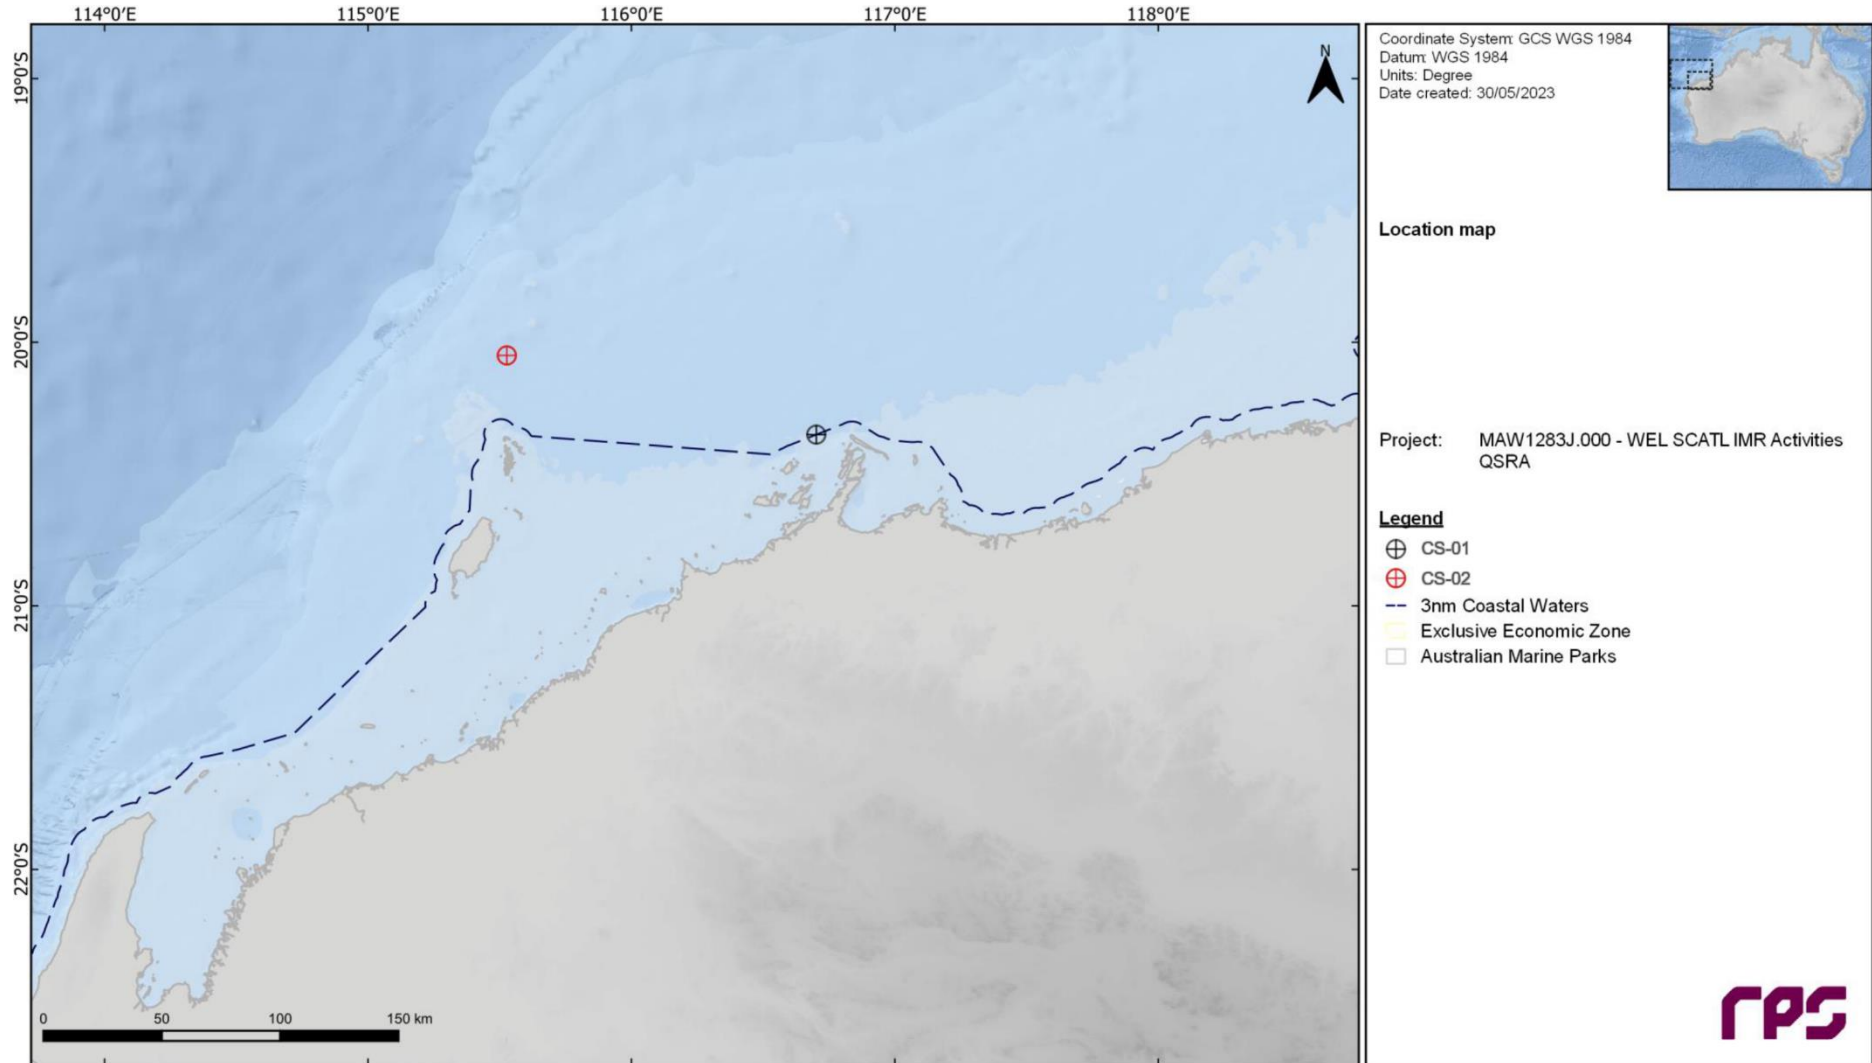 114°0'E 115°0'E 116°0'E 117°0'E 118°0'E
19°0'S
20°0'S
21°0'S
22°0'S
N
0 50 100 150 km
Coordinate System: GCS WGS 1984
Datum: WGS 1984
Units: Degree
Date created: 30/05/2023
Location map
Project: MAW1283J.000 - WEL SCATL IMR Activities
QSRA
Legend
CS-01
CS-02
3nm Coastal Waters
Exclusive Economic Zone
Australian Marine Parks
rps